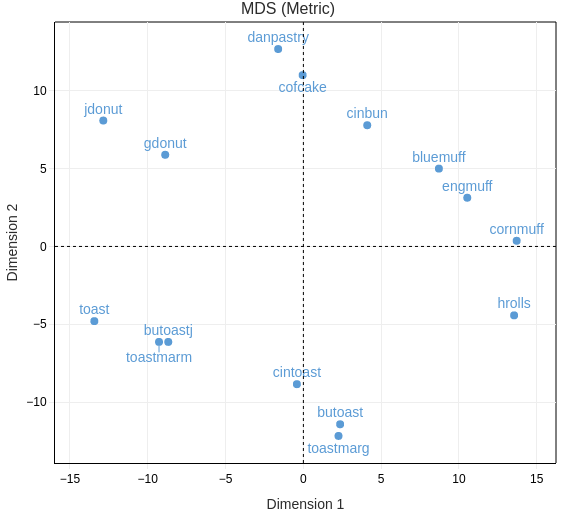 MDS (Metric)
danpastry
cofcake
jdonut
cinbun
gdonut
bluemuff
engmuff
cornmuff
hrolls
toast
butoastj
toastmarm
cintoast
butoast
toastmarg
10
5
0
−5
−10
Dimension 2
−15
−10
−5
0
5
10
15
Dimension 1